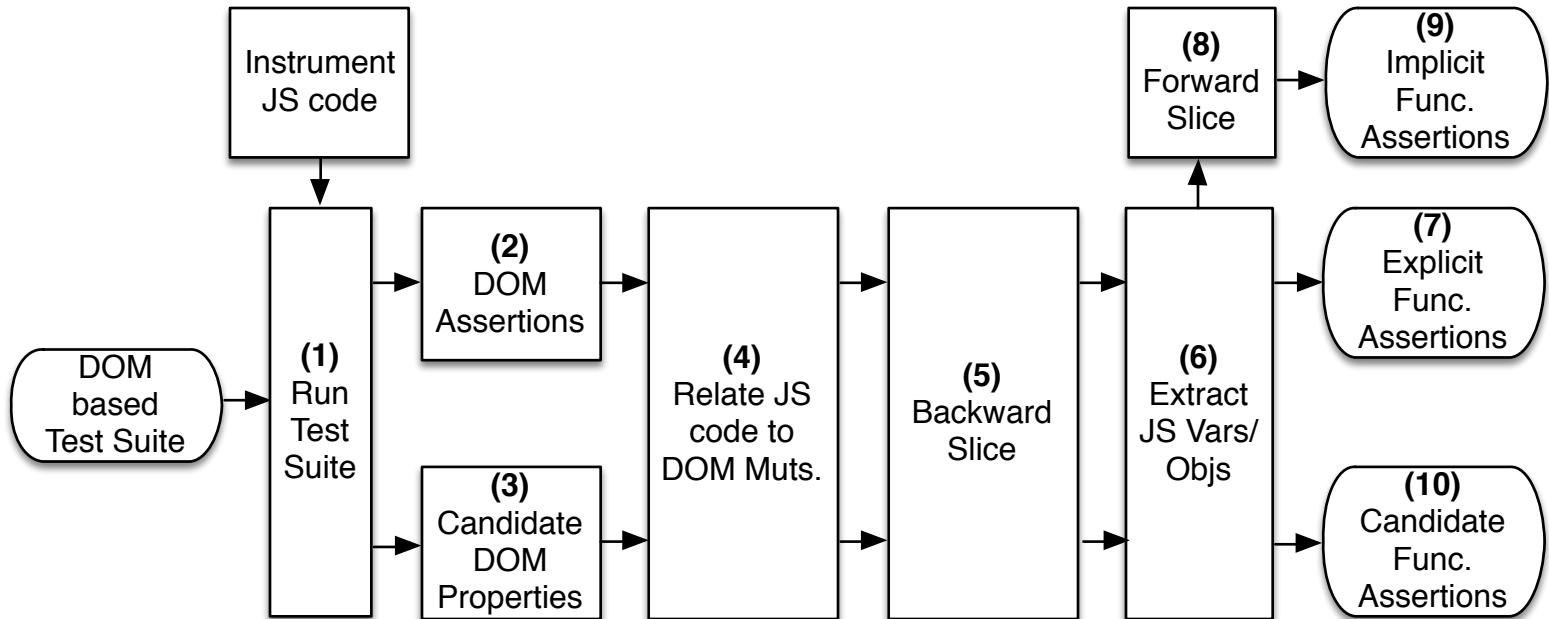 Instrument
JS code
DOM
based
Test Suite
(1)
Run
Test
Suite
(2)
DOM
Assertions
(3)
Candidate
DOM
Properties
(4)
Relate JS
code to
DOM Muts.
(5)
Backward
Slice
(6)
Extract
JS Vars/
Objs
(8)
Forward
Slice
(9)
Implicit
Func.
Assertions
(7)
Explicit
Func.
Assertions
(10)
Candidate
Func.
Assertions